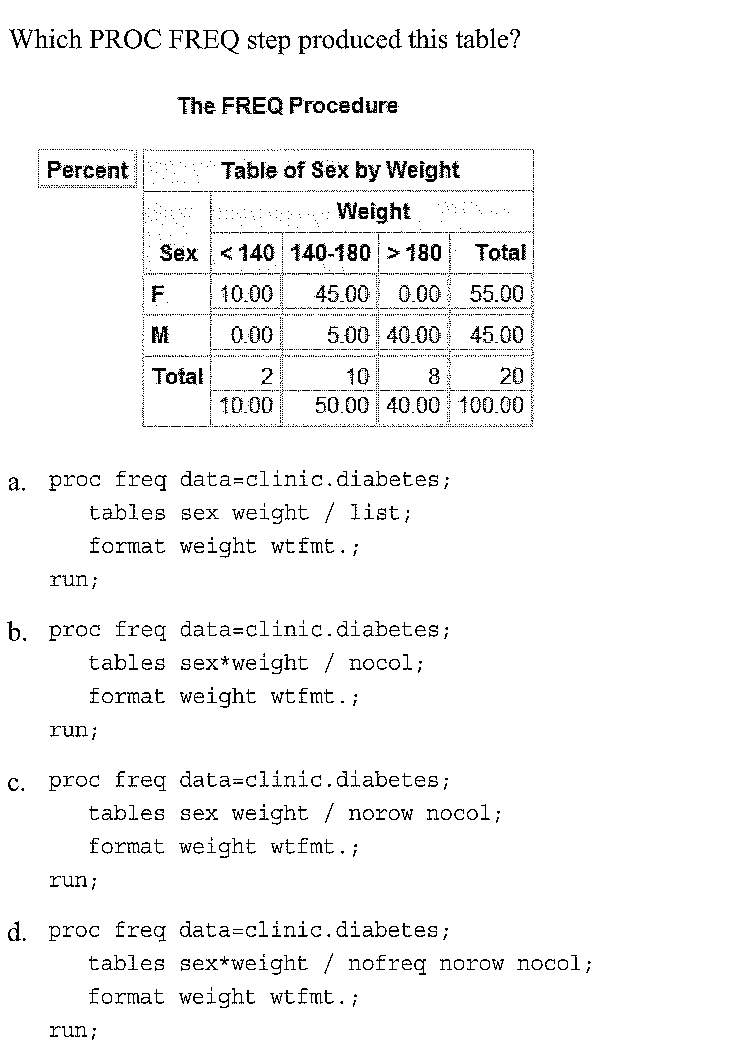 Which PROC FREQ step produced this table?
The FREQ Procedure
Percent
Table of Sex by Weight
Weight
Sex < 140 140-180 > 180 Total
F 10.00 45.00 0.00 55.00
M 0.00 5.00 40.00 45.00
Total 2 10 8 20
10.00 50.00 40.00 100.00
a. proc freq data=clinic.diabetes;
tables sex weight / list;
format weight wtfmt.;
run;
b. proc freq data=clinic.diabetes;
tables sex*weight / nocol;
format weight wtfmt.;
run;
c. proc freq data=clinic.diabetes;
tables sex weight / norow nocol;
format weight wtfmt.;
run;
d. proc freq data=clinic.diabetes;
tables sex*weight / nofreq norow nocol;
format weight wtfmt.;
run;